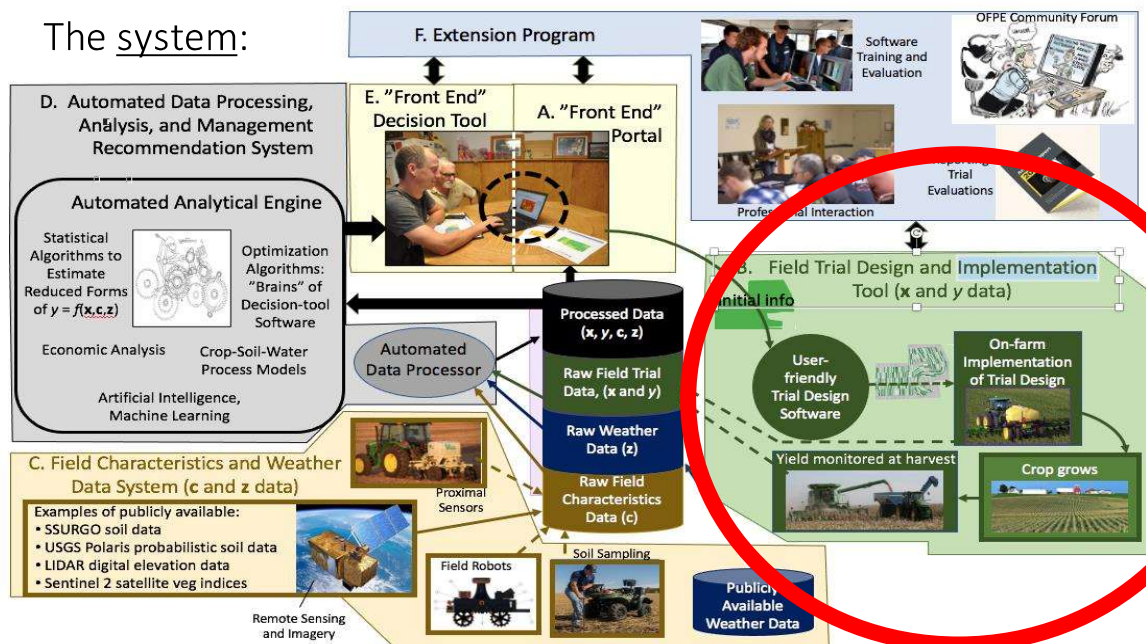 The system:
F. Extension Program
Software
Training and
Evaluation
OFPE Community Forum
Trial
Evaluations
Professional Interaction
D. Automated Data Processing,
Analysis, and Management
Recommendation System
Automated Analytical Engine
Statistical
Algorithms to
Estimate
Reduced Forms
of y = f(x,c,z)
Optimization
Algorithms:
"Brains" of
Decision-tool
Software
Economic Analysis
Crop-Soil-Water
Process Models
Artificial Intelligence,
Machine Learning
E. "Front End"
Decision Tool
A. "Front End"
Portal
Automated
Data Processor
Processed Data
(x, y, c, z)
Raw Field Trial
Data, (x and y)
Raw Weather
Data (z)
Raw Field
Characteristics
Data (c)
B. Field Trial Design and Implementation
Tool (x and y data)
initial info
User-
friendly
Trial Design
Software
On-farm
Implementation
of Trial Design
Yield monitored at harvest
Crop grows
C. Field Characteristics and Weather
Data System (c and z data)
Examples of publicly available:
• SSURGO soil data
• USGS Polaris probabilistic soil data
• LIDAR digital elevation data
• Sentinel 2 satellite veg indices
Remote Sensing
and Imagery
Proximal
Sensors
Field Robots
Soil Sampling
Publicly
Available
Weather Data